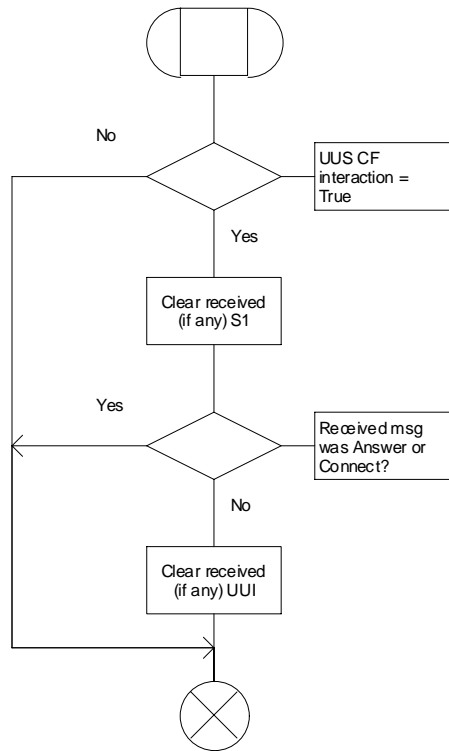 No
UUS CF
interaction =
True
Yes
Clear received
(if any) S1
Yes
Received msg
was Answer or
Connect?
No
Clear received
(if any) UUI